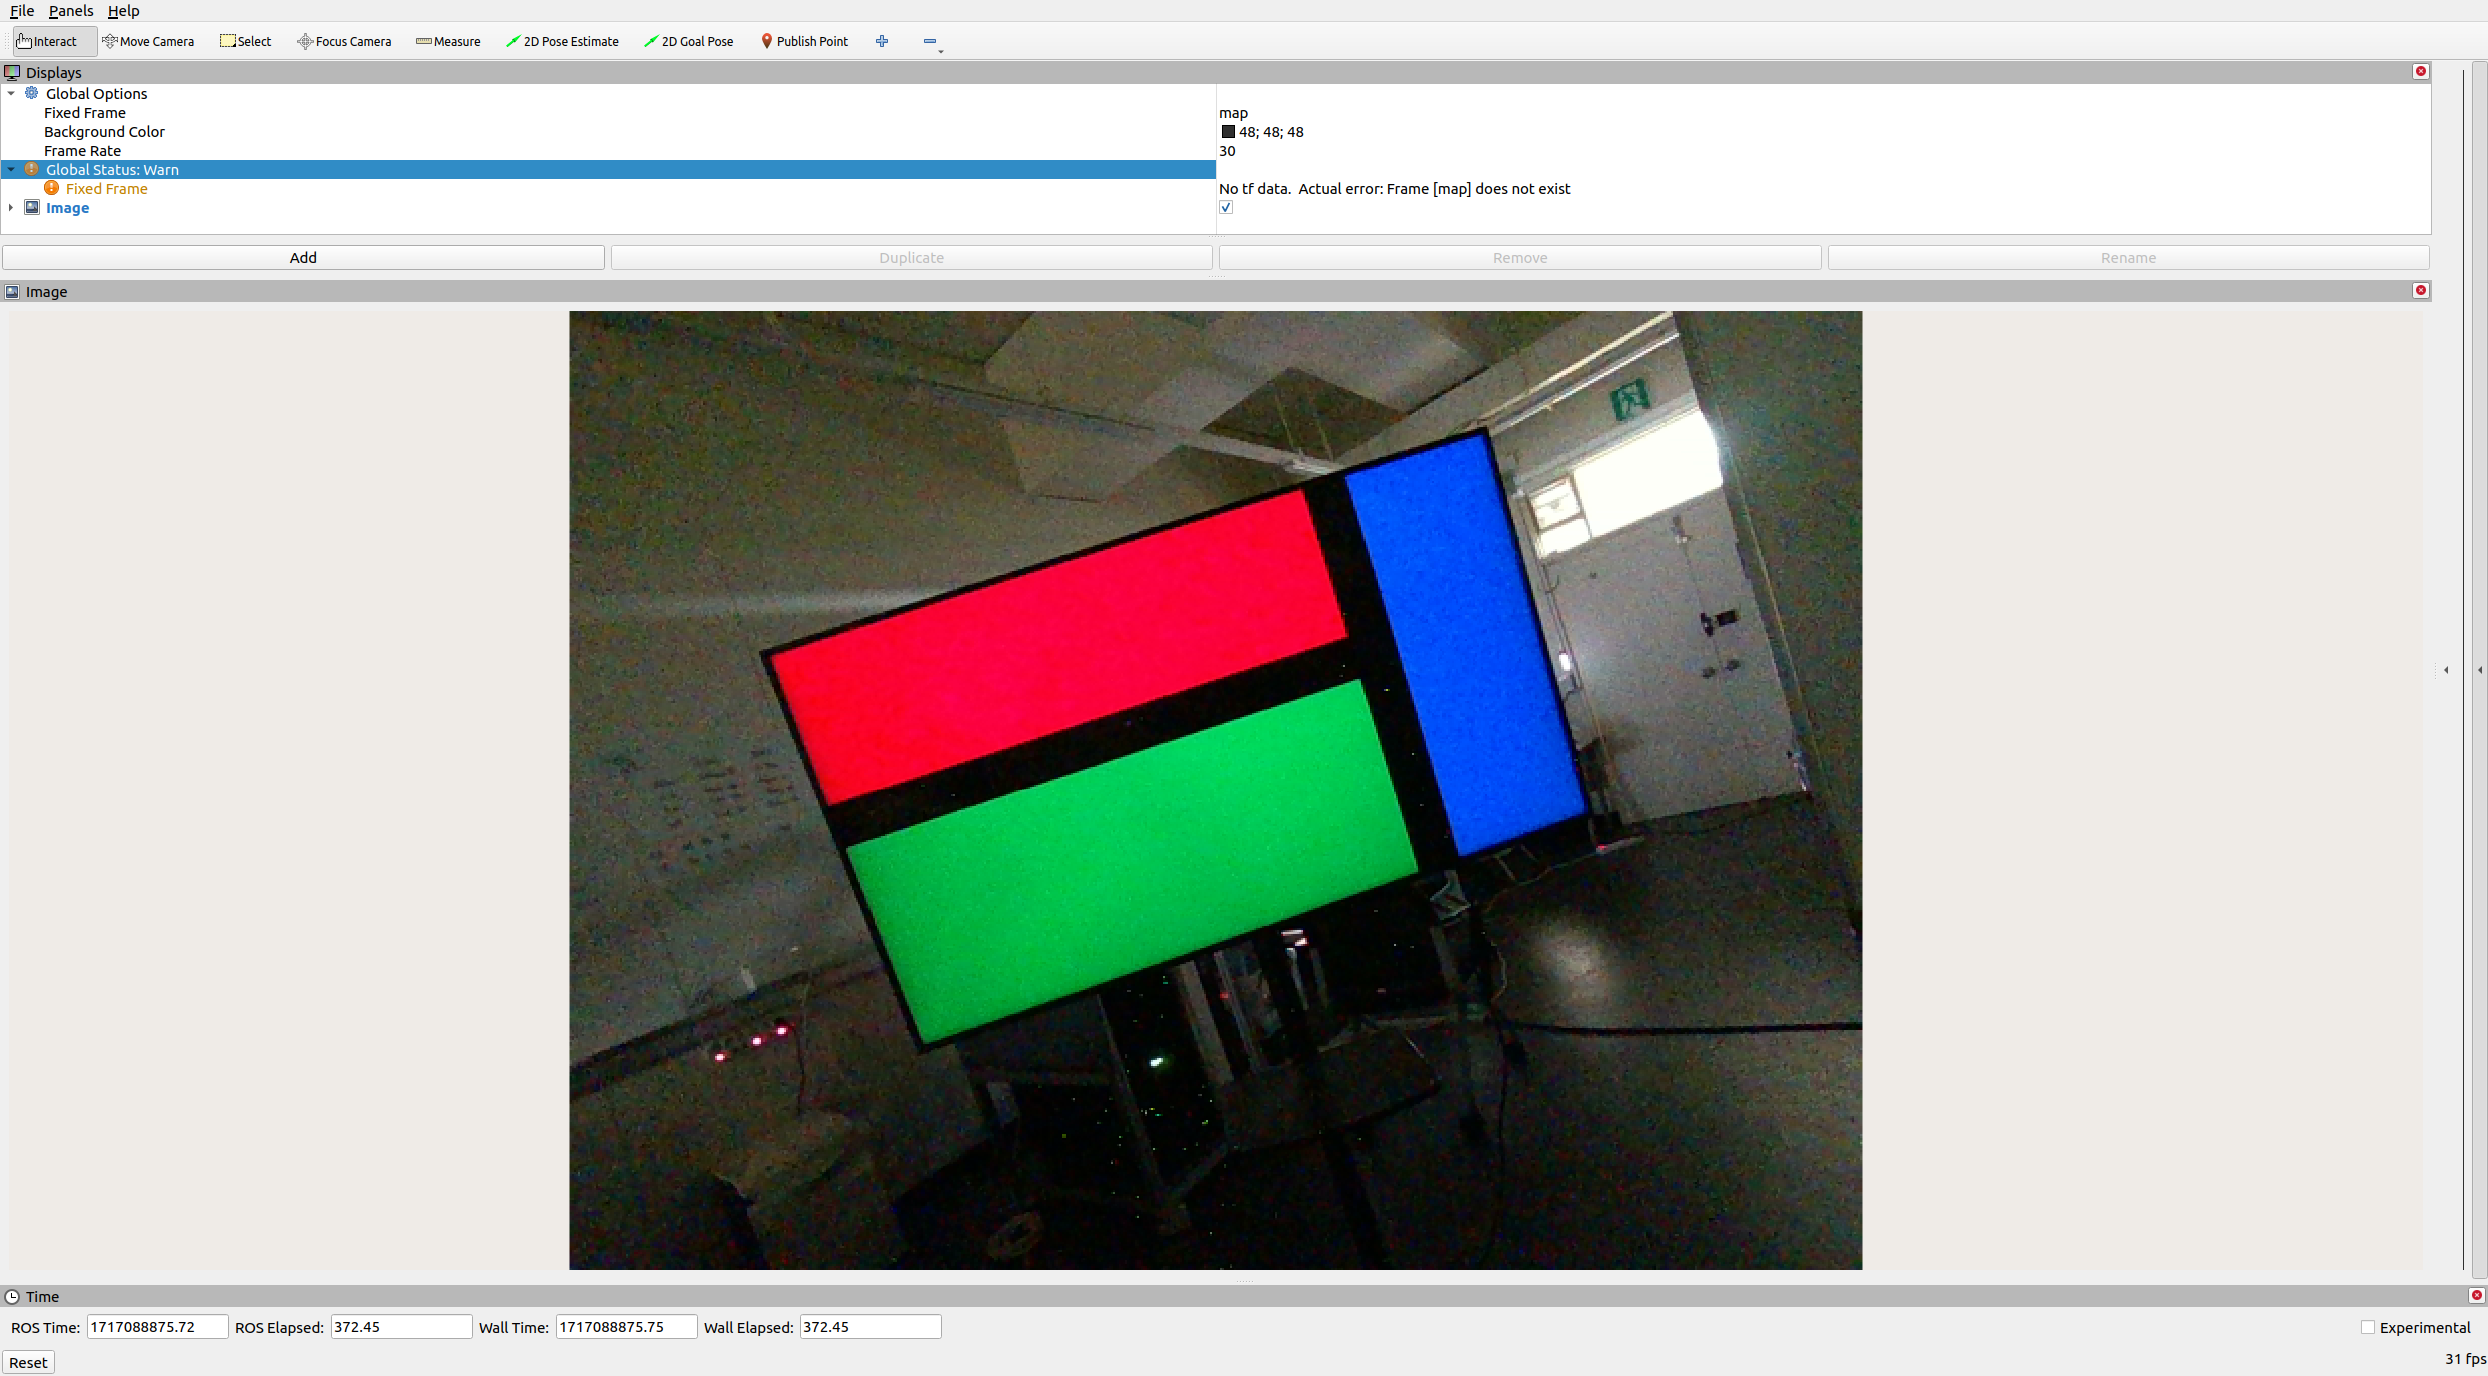 File Panels Help
Interact Move Camera Select Focus Camera Measure 2D Pose Estimate 2D Goal Pose Publish Point
Displays
Global Options
Fixed Frame map
Background Color 48; 48; 48
Frame Rate 30
Global Status: Warn
Fixed Frame No tf data.  Actual error: Frame [map] does not exist
Image
Add Duplicate Remove Rename
Image
Time
ROS Time: 1717088875.72 ROS Elapsed: 372.45 Wall Time: 1717088875.75 Wall Elapsed: 372.45 Experimental
Reset 31 fps